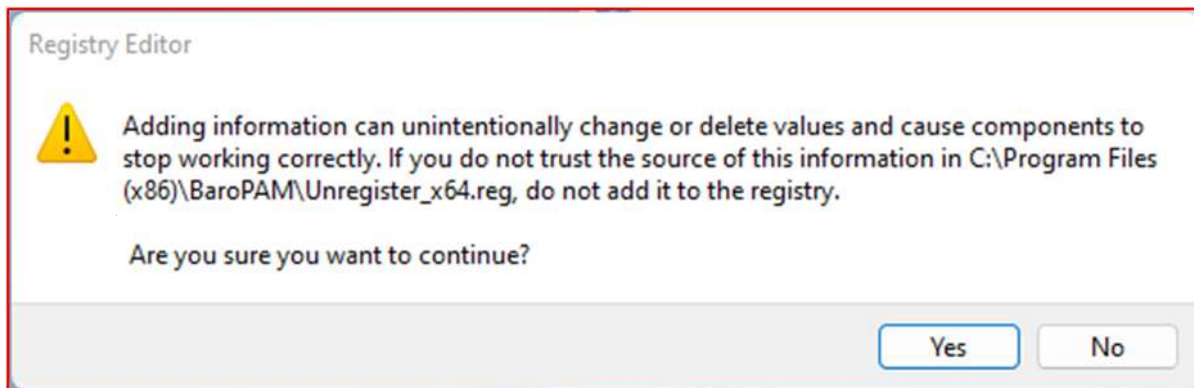 Registry Editor
Adding information can unintentionally change or delete values and cause components to
stop working correctly. If you do not trust the source of this information in C:\Program Files
(x86)\BaroPAM\Unregister_x64.reg, do not add it to the registry.
Are you sure you want to continue?
Yes No